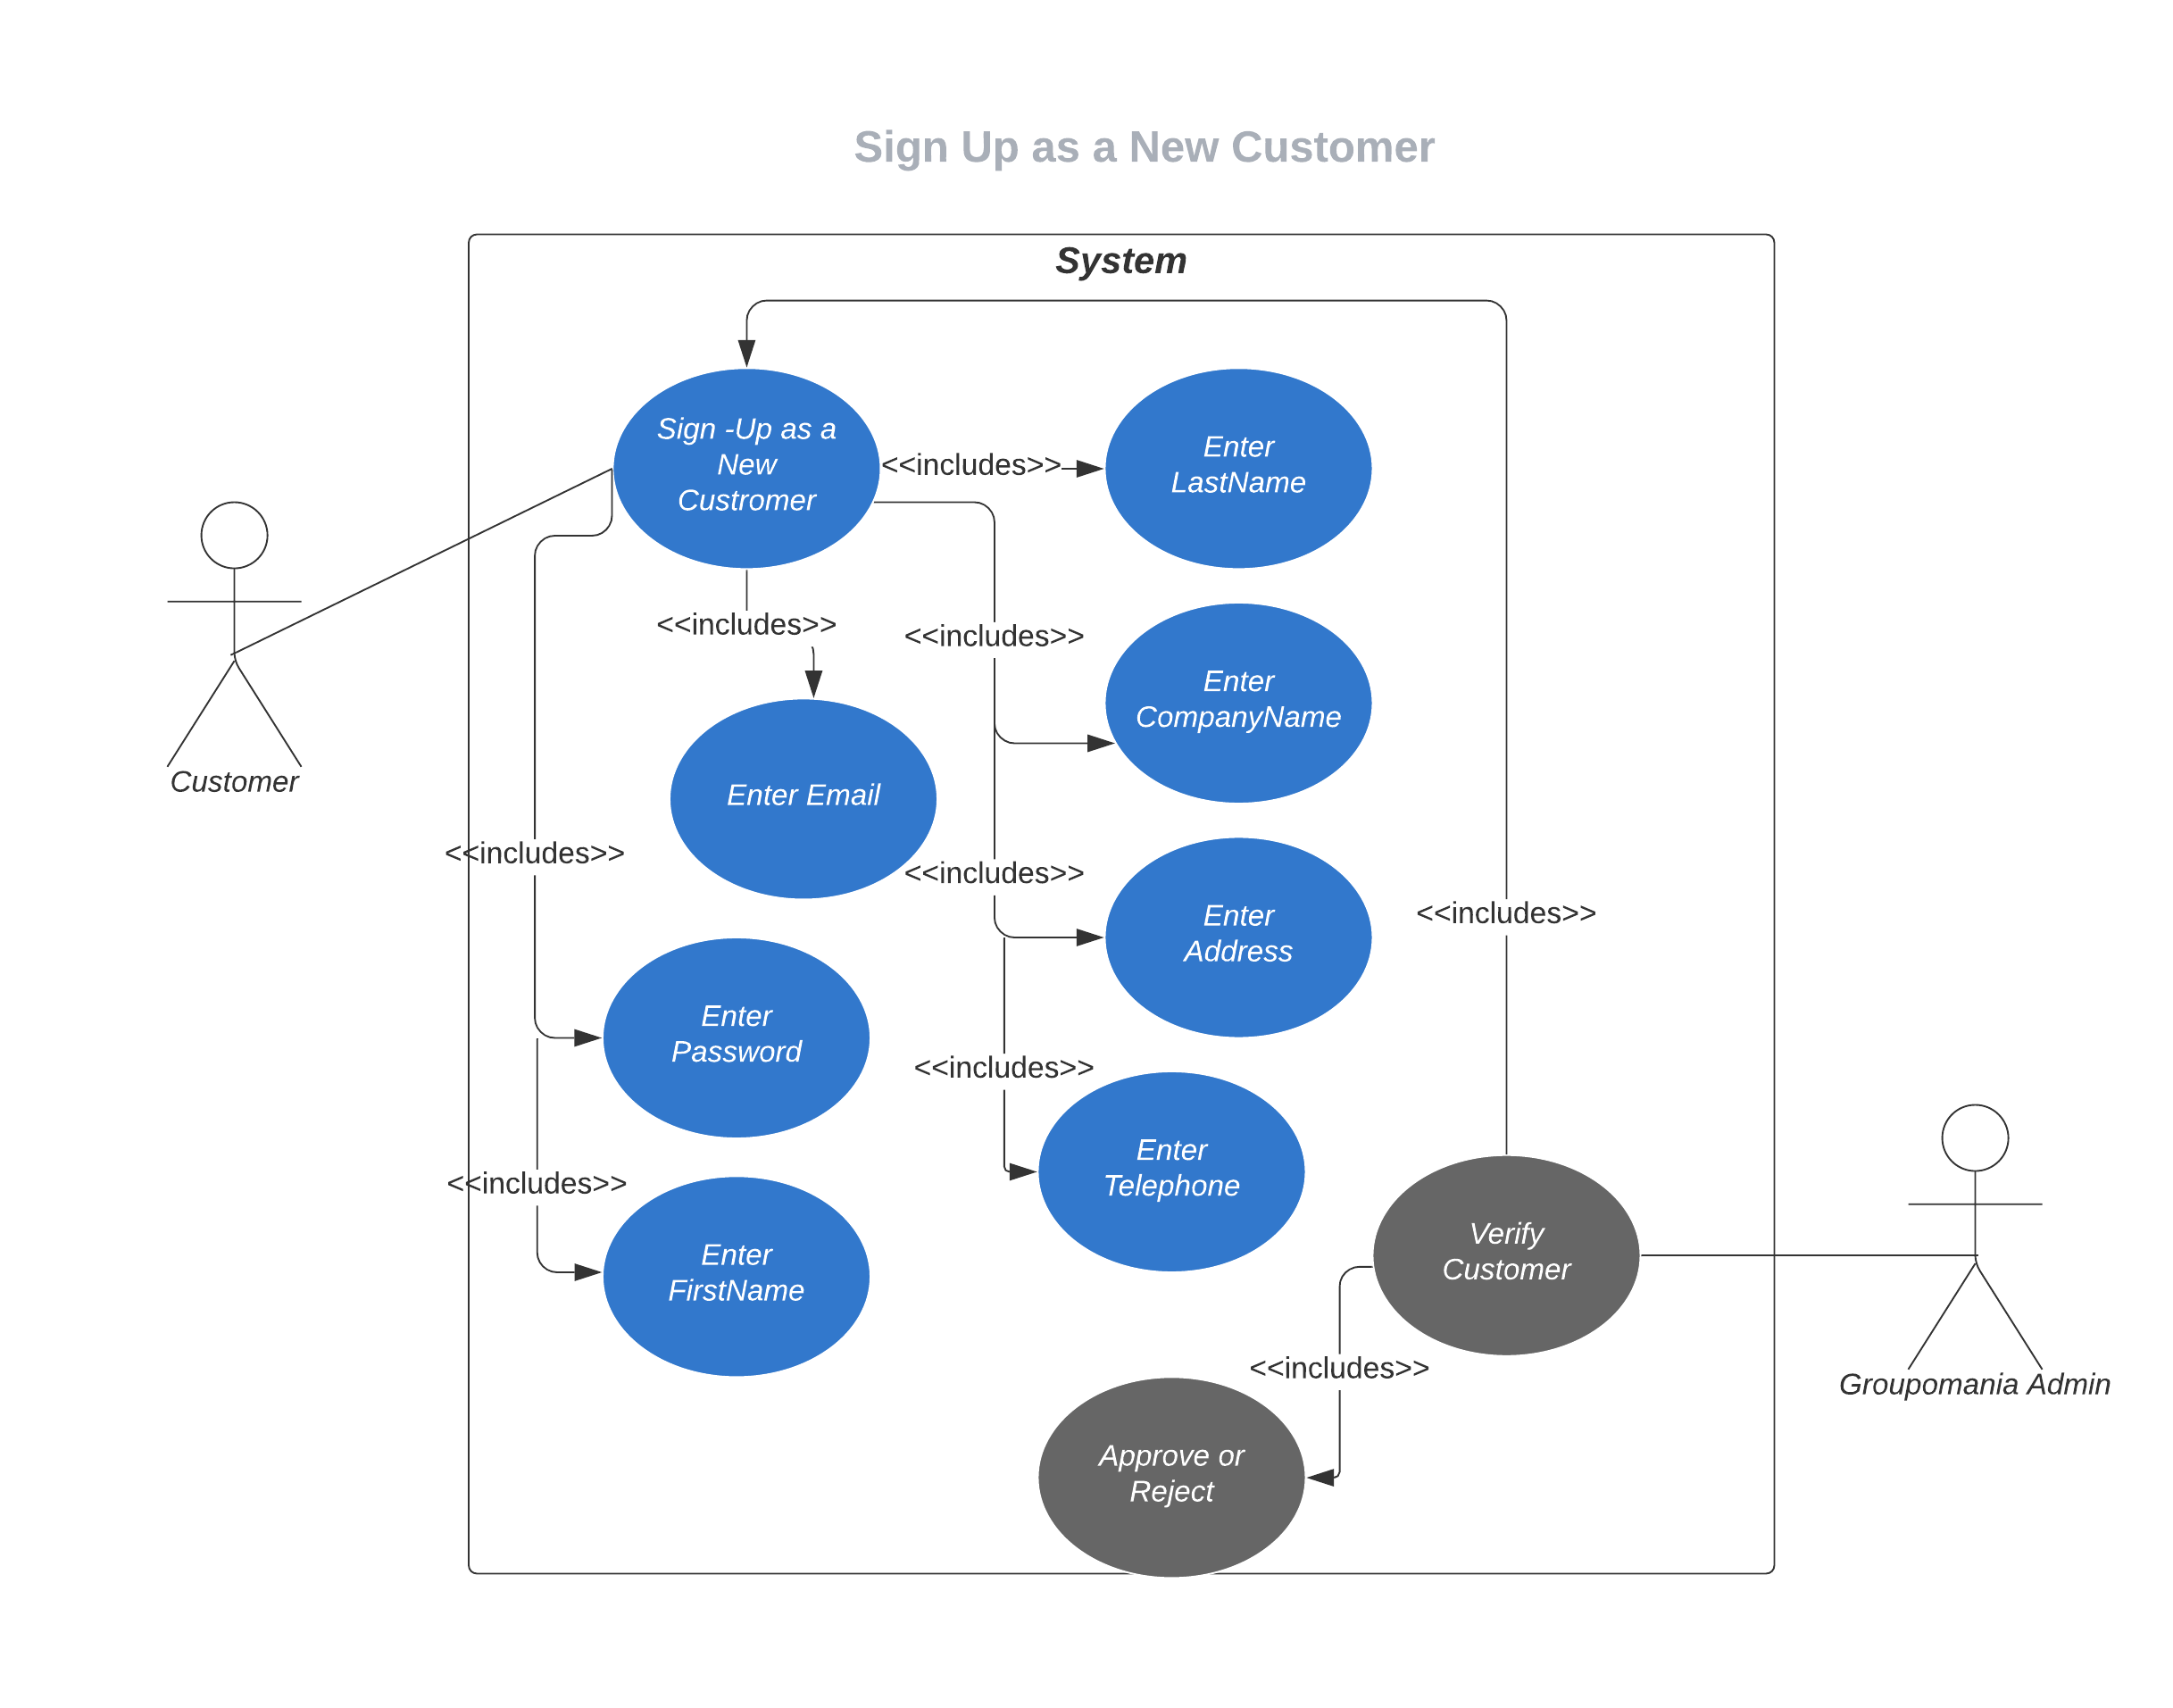 Sign Up as a New Customer
System
Sign -Up as a
New
Custromer
<<includes>>
Enter
LastName
<<includes>>
<<includes>>
Enter
CompanyName
Customer
Enter Email
<<includes>>
<<includes>>
Enter
Address
<<includes>>
Enter
Password
<<includes>>
Enter
Telephone
<<includes>>
Enter
FirstName
Verify
Customer
<<includes>>
Groupomania Admin
Approve or
Reject